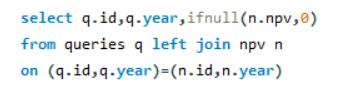 select q.id,q.year,ifnull(n.npv,0)
from queries q left join npv n
on (q.id,q.year)=(n.id,n.year)